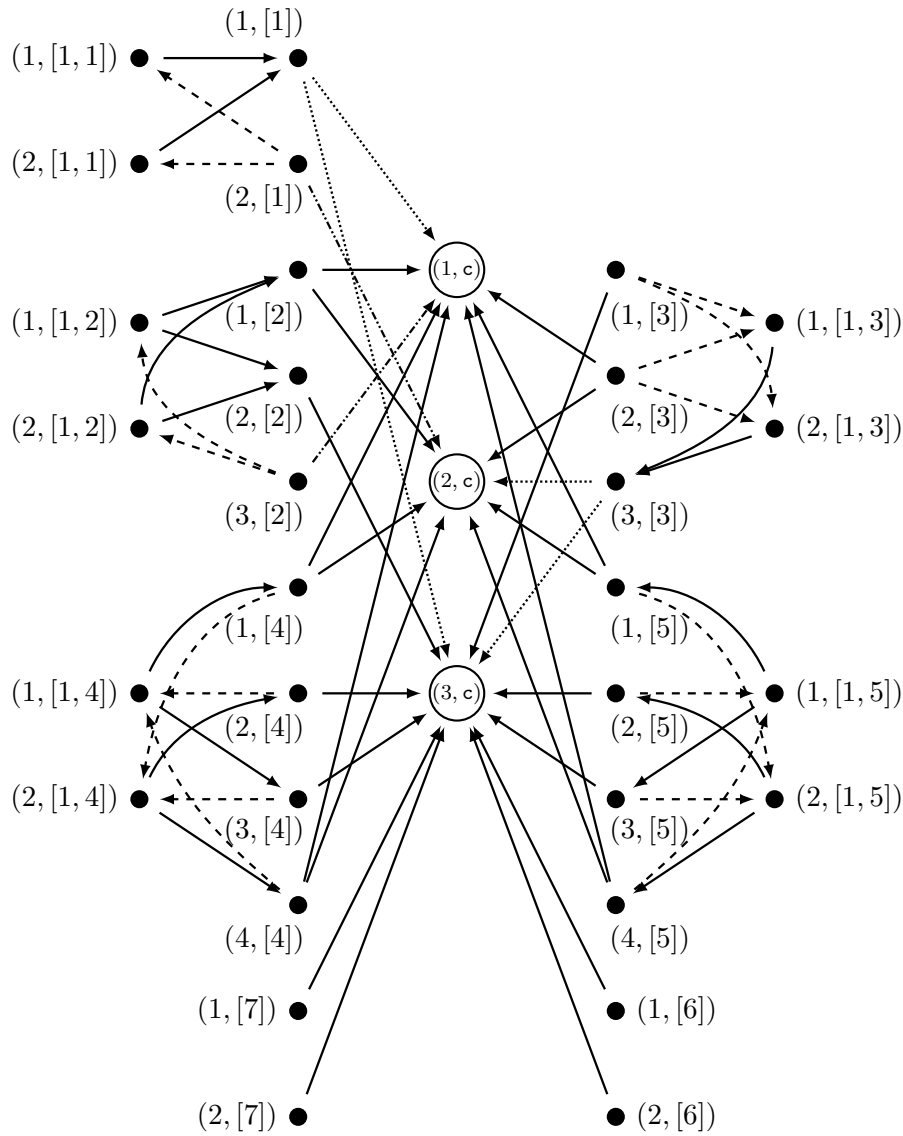 (1, [1])
(1, [1, 1])
(2, [1, 1])
(2, [1])
(1, c)
(1, [2])
(1, [3])
(1, [1, 2])
(1, [1, 3])
(2, [2])
(2, [3])
(2, [1, 2])
(2, [1, 3])
(2, c)
(3, [2])
(3, [3])
(1, [4])
(1, [5])
(1, [1, 4])
(3, c)
(1, [1, 5])
(2, [4])
(2, [5])
(2, [1, 4])
(2, [1, 5])
(3, [4])
(3, [5])
(4, [4])
(4, [5])
(1, [7])
(1, [6])
(2, [7])
(2, [6])